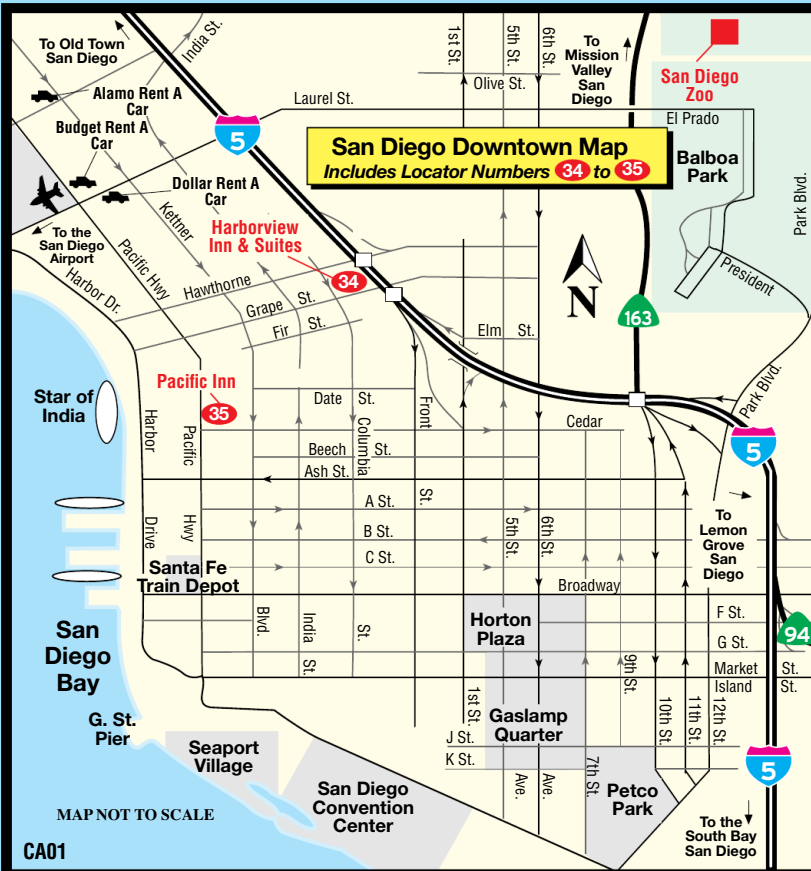 To Old Town
San Diego
India St.
1st St.
5th St.
6th St.
To
Mission
Valley
San
Diego
San Diego
Zoo
Olive St.
Alamo Rent A
Car
Laurel St.
El Prado
Budget Rent A
Car
5
San Diego Downtown Map
Includes Locator Numbers 34 to 35
Balboa
Park
Park Blvd.
Dollar Rent A
Car
Kettner
Harborview
Inn & Suites
34
To the
San Diego
Airport
Pacific Hwy
Harbor Dr.
Hawthorne
Grape St.
Fir St.
N
President
163
Elm St.
Pacific Inn
35
Star of
India
Date St.
Park Blvd.
Harbor
Drive
Pacific
Hwy
Columbia
St.
Front
St.
Cedar
Beech St.
Ash St.
5
A St.
B St.
C St.
5th St.
6th St.
To
Lemon
Grove
San
Diego
Santa Fe
Train Depot
Broadway
Blvd.
India
St.
Horton
Plaza
F St.
G St.
94
San
Diego
Bay
Market St.
Island St.
9th St.
10th St.
11th St.
12th St.
1st St.
G. St.
Pier
Gaslamp
Quarter
J St.
K St.
Seaport
Village
Ave.
Ave.
7th St.
5
San Diego
Convention
Center
Petco
Park
MAP NOT TO SCALE
To the
South Bay
San Diego
CA01